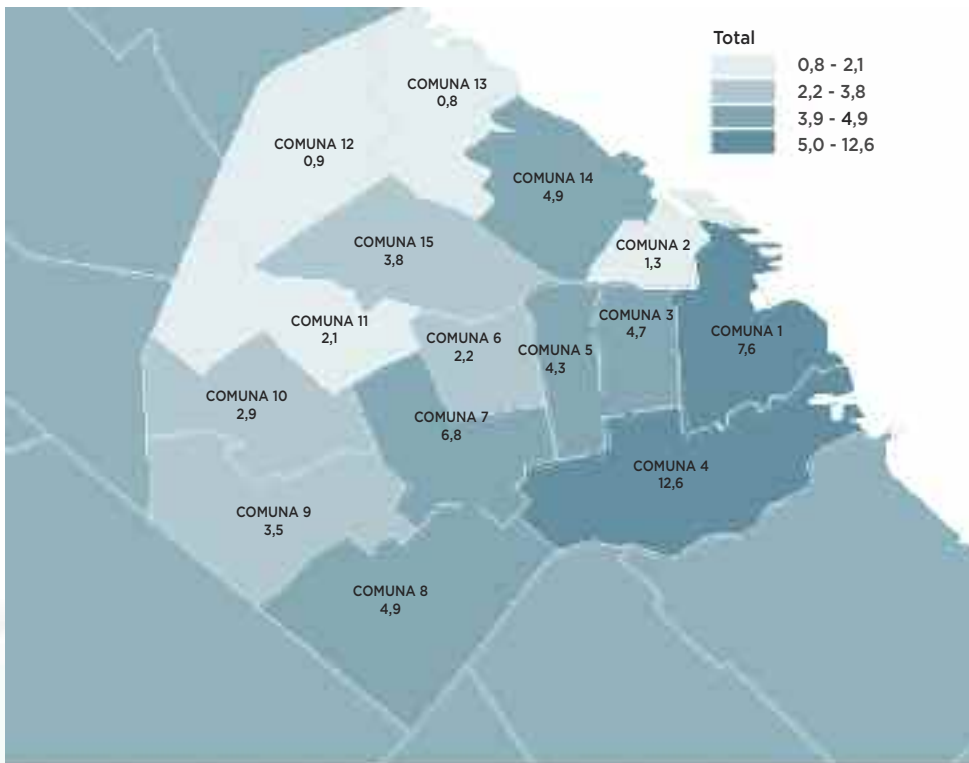 Total
0,8 - 2,1
2,2 - 3,8
3,9 - 4,9
5,0 - 12,6
COMUNA 13
0,8
COMUNA 12
0,9
COMUNA 14
4,9
COMUNA 15
3,8
COMUNA 2
1,3
COMUNA 11
2,1
COMUNA 6
2,2
COMUNA 5
4,3
COMUNA 3
4,7
COMUNA 1
7,6
COMUNA 10
2,9
COMUNA 7
6,8
COMUNA 4
12,6
COMUNA 9
3,5
COMUNA 8
4,9